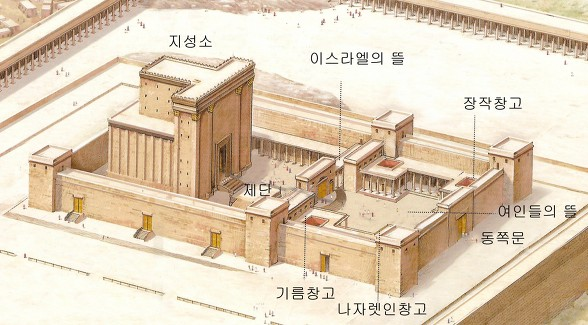 지성소
이스라엘의 뜰
장작창고
제단
여인들의 뜰
동쪽문
기름창고
나자렛인창고